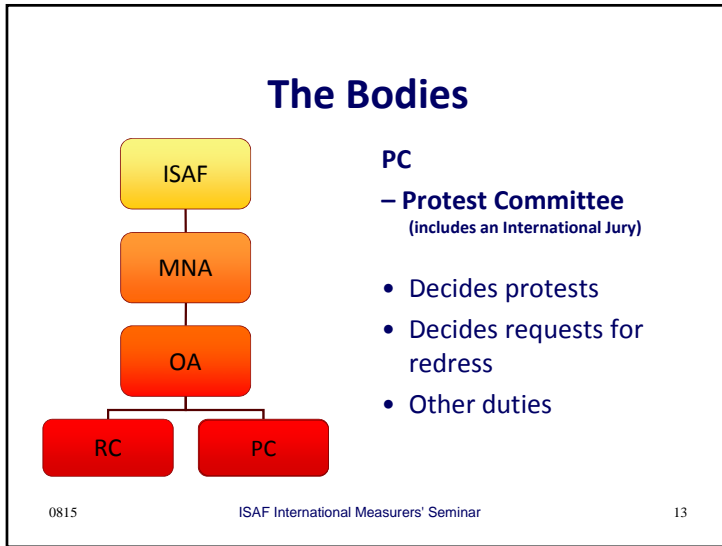 The Bodies
ISAF
MNA
OA
RC
PC
PC
– Protest Committee
(includes an International Jury)
• Decides protests
• Decides requests for
redress
• Other duties
0815
ISAF International Measurers' Seminar
13